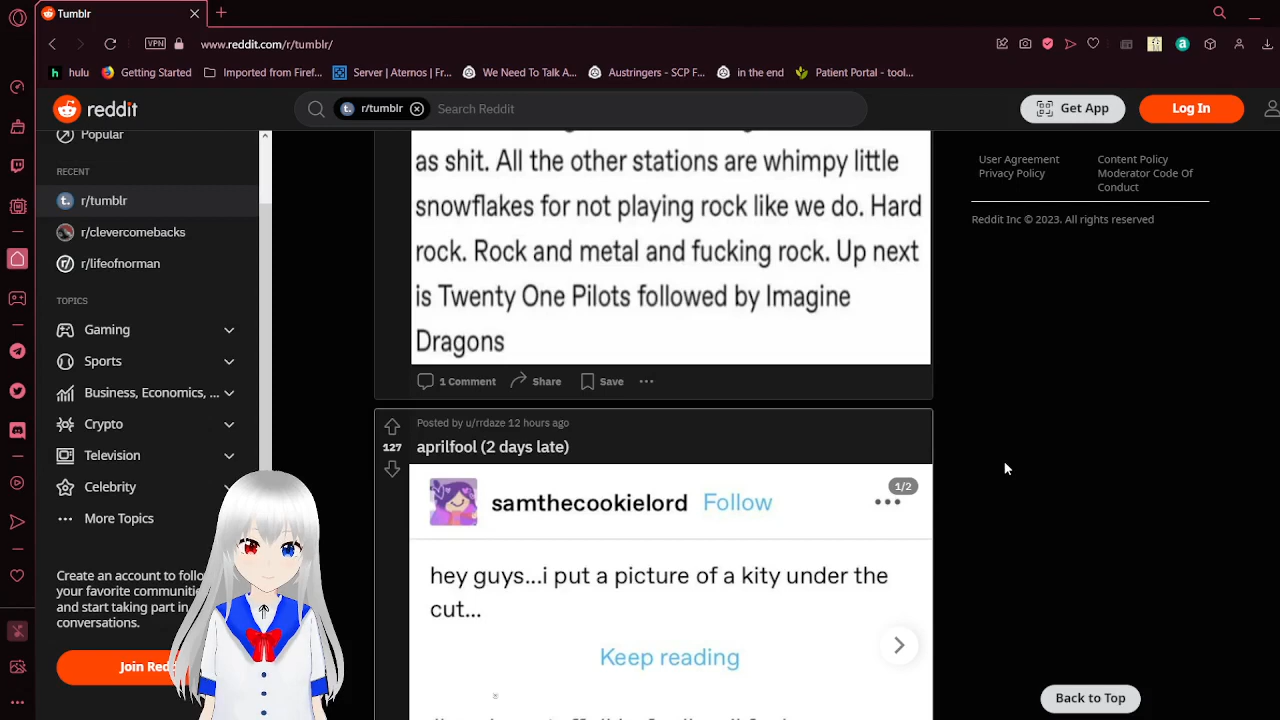 Tumblr
VPN
www.reddit.com/r/tumblr/
h hulu
Getting Started
Imported from Firef...
Server | Aternos | Fr...
We Need To Talk A...
Austringers - SCP F...
in the end
Patient Portal - tool...
reddit
r/tumblr
Search Reddit
Get App
Log In
Popular
RECENT
r/tumblr
r/clevercomebacks
r/lifeofnorman
TOPICS
Gaming
Sports
Business, Economics, ...
Crypto
Television
Celebrity
More Topics
Create an account to follo
your favorite communiti
and start taking part in
conversations.
Join Red
as shit. All the other stations are whimpy little
snowflakes for not playing rock like we do. Hard
rock. Rock and metal and fucking rock. Up next
is Twenty One Pilots followed by Imagine
Dragons
1 Comment
Share
Save
Posted by u/rrdaze 12 hours ago
127
aprilfool (2 days late)
samthecookielord Follow
1/2
hey guys...i put a picture of a kity under the
cut...
Keep reading
User Agreement
Privacy Policy
Content Policy
Moderator Code Of
Conduct
Reddit Inc © 2023. All rights reserved
Back to Top